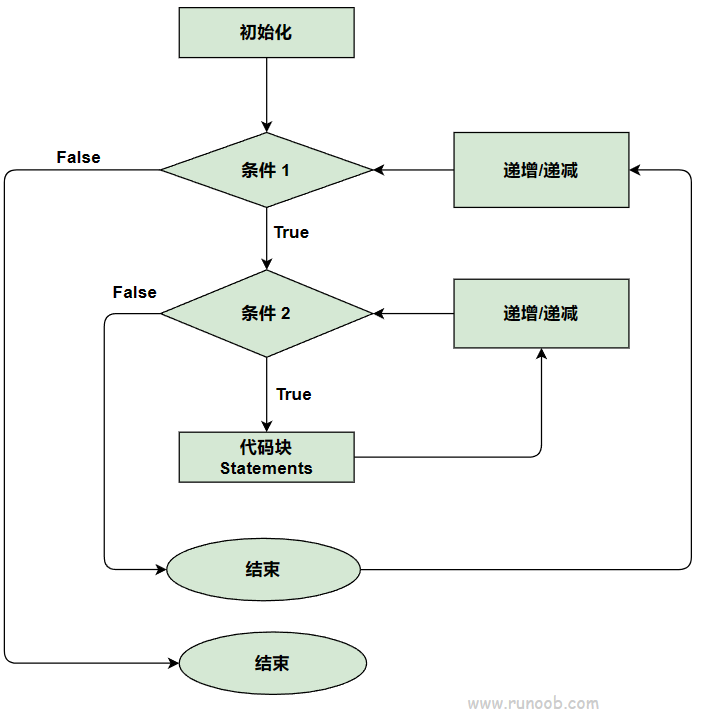 初始化
False
条件 1
递增/递减
True
False
条件 2
递增/递减
True
代码块
Statements
结束
结束
www.runoob.com